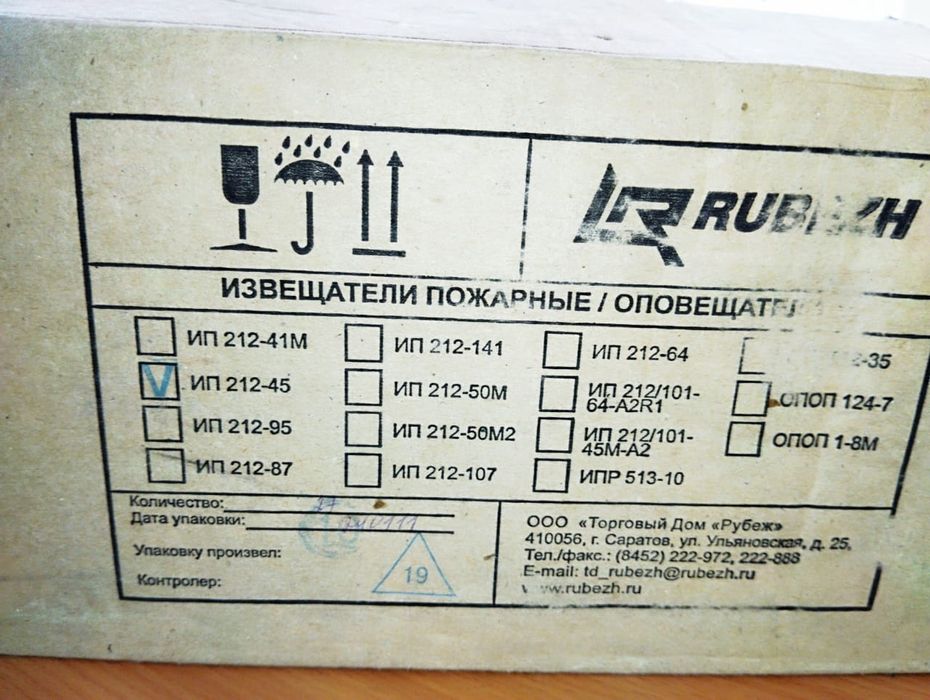 RUBEZH
ИЗВЕЩАТЕЛИ ПОЖАРНЫЕ /
ИП 212-41М
ИП 212-141
ИП 212-64
-35
V ИП 212-45
ИП 212-50М
ИП 212/101-
64-A2R1
ОПОП 124-7
ИП 212-95
ИП 212-50М2
ИП 212/101-
45М-А2
ОПОП 1-8М
ИП 212-87
ИП 212-107
ИПР 513-10
Количество:
Дата упаковки:
Упаковку произвел:
Контролер:
19
ООО «Торговый Дом «Рубеж»
410056, г. Саратов, ул. Ульяновская, д. 25,
Тел./факс.: (8452) 222-972, 222-888
E-mail: td_rubezh@rubezh.ru
www.rubezh.ru